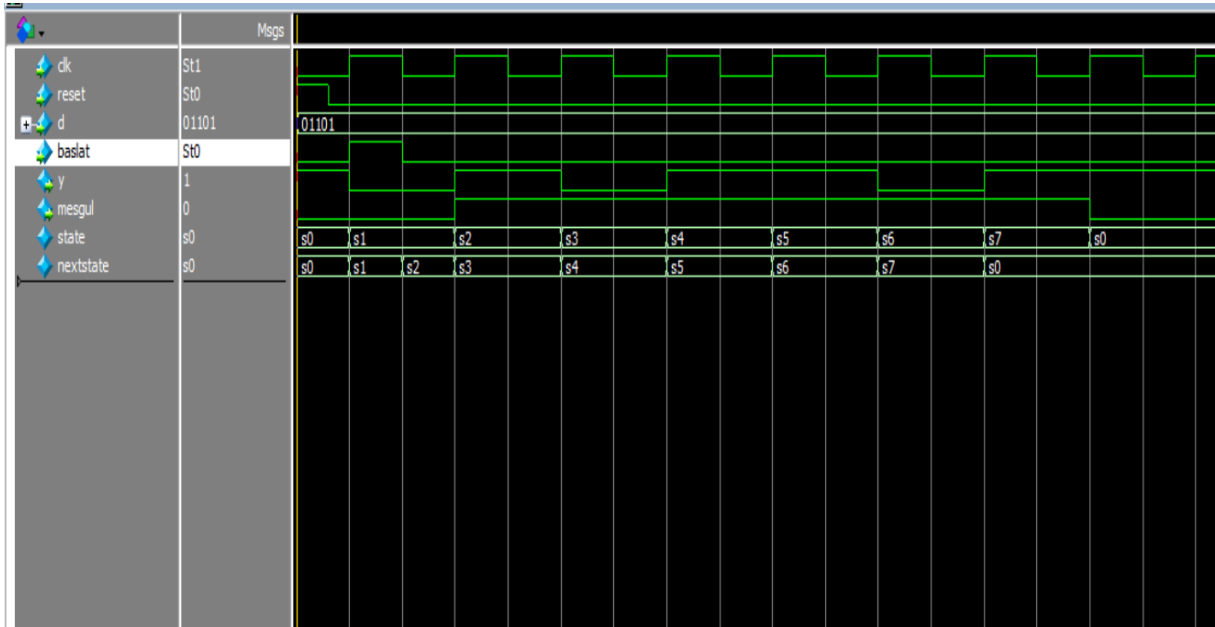 Msgs
clk St1
reset St0
d 01101 01101
baslat St0
y 1
mesgul 0
state s0 s0 s1 s2 s3 s4 s5 s6 s7 s0
nextstate s0 s0 s1 s2 s3 s4 s5 s6 s7 s0